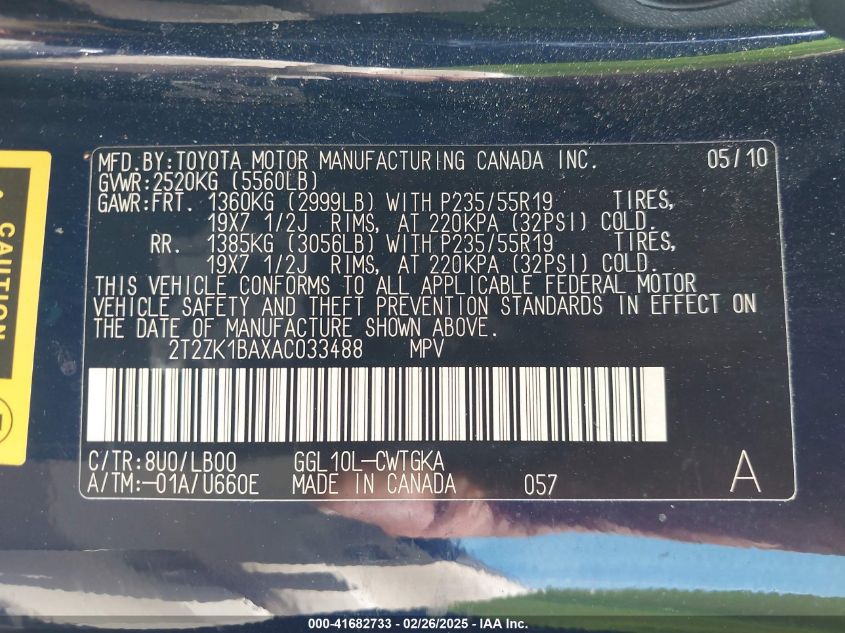 MFD.BY:TOYOTA MOTOR MANUFACTURING CANADA INC. 05/10
GVWR:2520KG (5560LB)
GAWR:FRT. 1360KG (2999LB) WITH P235/55R19 TIRES,
19X7 1/2J RIMS, AT 220KPA (32PSI) COLD.
RR. 1385KG (3056LB) WITH P235/55R19 TIRES,
19X7 1/2J RIMS, AT 220KPA (32PSI) COLD.
THIS VEHICLE CONFORMS TO ALL APPLICABLE FEDERAL MOTOR
VEHICLE SAFETY AND THEFT PREVENTION STANDARDS IN EFFECT ON
THE DATE OF MANUFACTURE SHOWN ABOVE.
2T2ZK1BAXAC033488 MPV
C/TR:8U0/LB00 GGL10L-CWTGKA
A/TM:-01A/U660E MADE IN CANADA 057 A
CAUTION
000-41682733 - 02/26/2025 - IAA Inc.